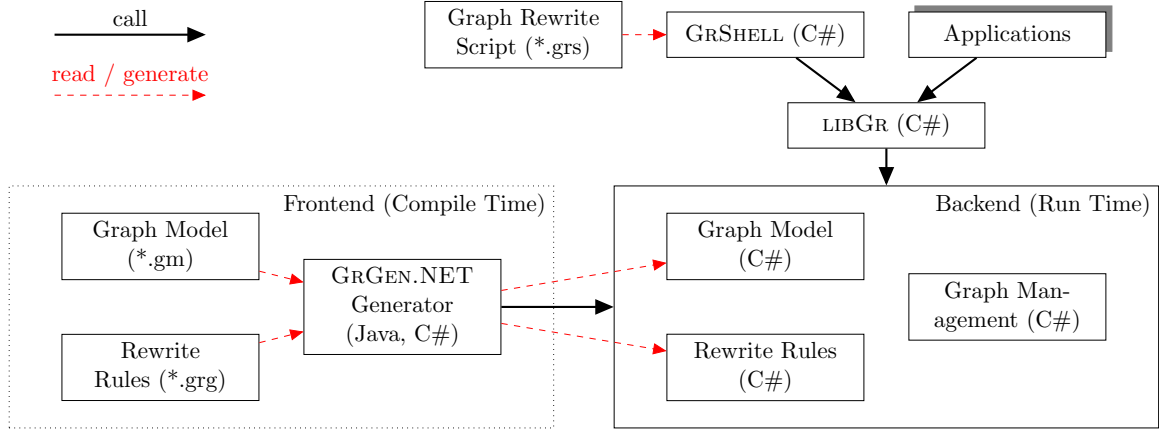 call
read / generate
Graph Rewrite
Script (*.grs)
GRSHELL (C#)
Applications
LIBGR (C#)
Frontend (Compile Time)
Graph Model
(*.gm)
GRGEN.NET
Generator
(Java, C#)
Rewrite
Rules (*.grg)
Backend (Run Time)
Graph Model
(C#)
Graph Man-
agement (C#)
Rewrite Rules
(C#)